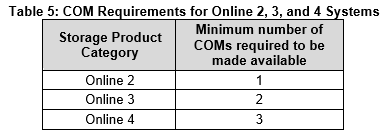 Table 5: COM Requirements for Online 2, 3, and 4 Systems
Storage Product Category
Minimum number of COMs required to be made available
Online 2 1
Online 3 2
Online 4 3